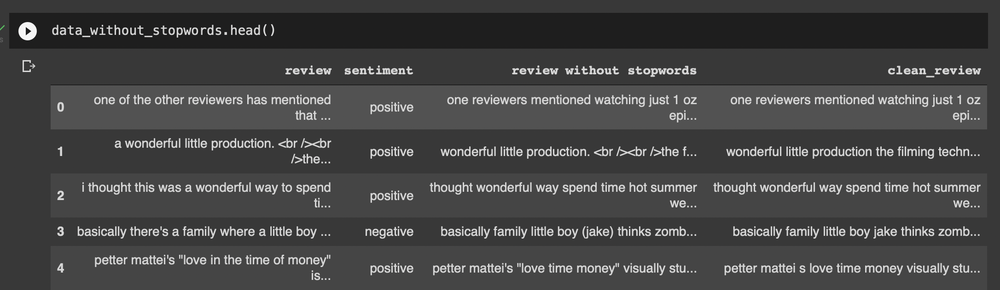 data_without_stopwords.head()
s
review sentiment review without stopwords clean_review
0 one of the other reviewers has mentioned that ... positive one reviewers mentioned watching just 1 oz epi... one reviewers mentioned watching just 1 oz epi...
1 a wonderful little production. <br /><br />the... positive wonderful little production. <br /><br />the f... wonderful little production the filming techn...
2 i thought this was a wonderful way to spend ti... positive thought wonderful way spend time hot summer we... thought wonderful way spend time hot summer we...
3 basically there's a family where a little boy ... negative basically family little boy (jake) thinks zomb... basically family little boy jake thinks zomb...
4 petter mattei's "love in the time of money" is... positive petter mattei's "love time money" visually stu... petter mattei s love time money visually stu...